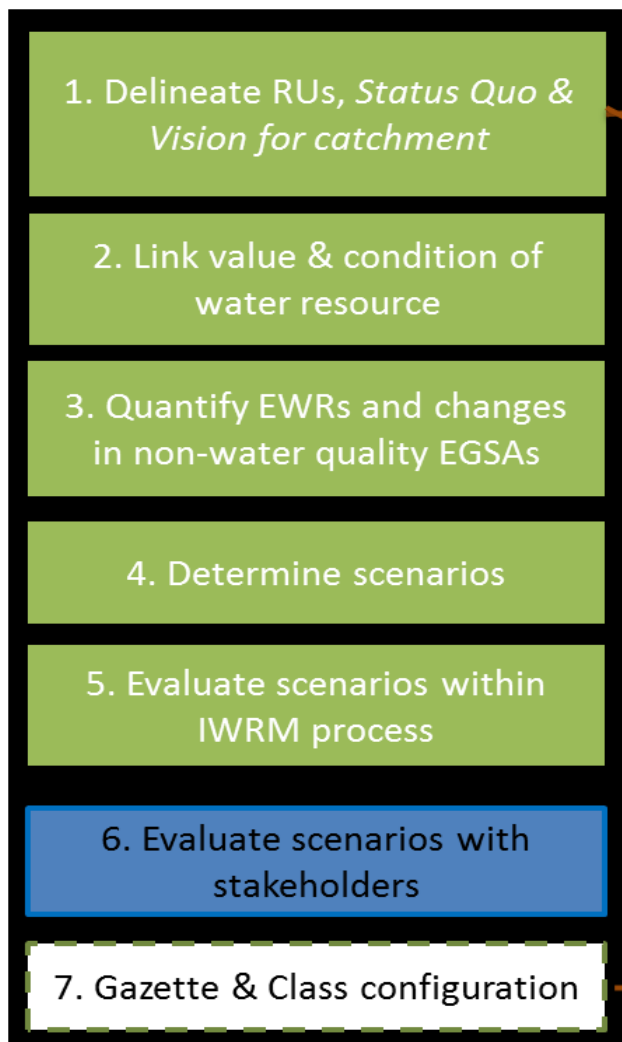 1. Delineate RUs, Status Quo &
Vision for catchment
2. Link value & condition of
water resource
3. Quantify EWRs and changes
in non-water quality EGSAs
4. Determine scenarios
5. Evaluate scenarios within
IWRM process
6. Evaluate scenarios with
stakeholders
7. Gazette & Class configuration